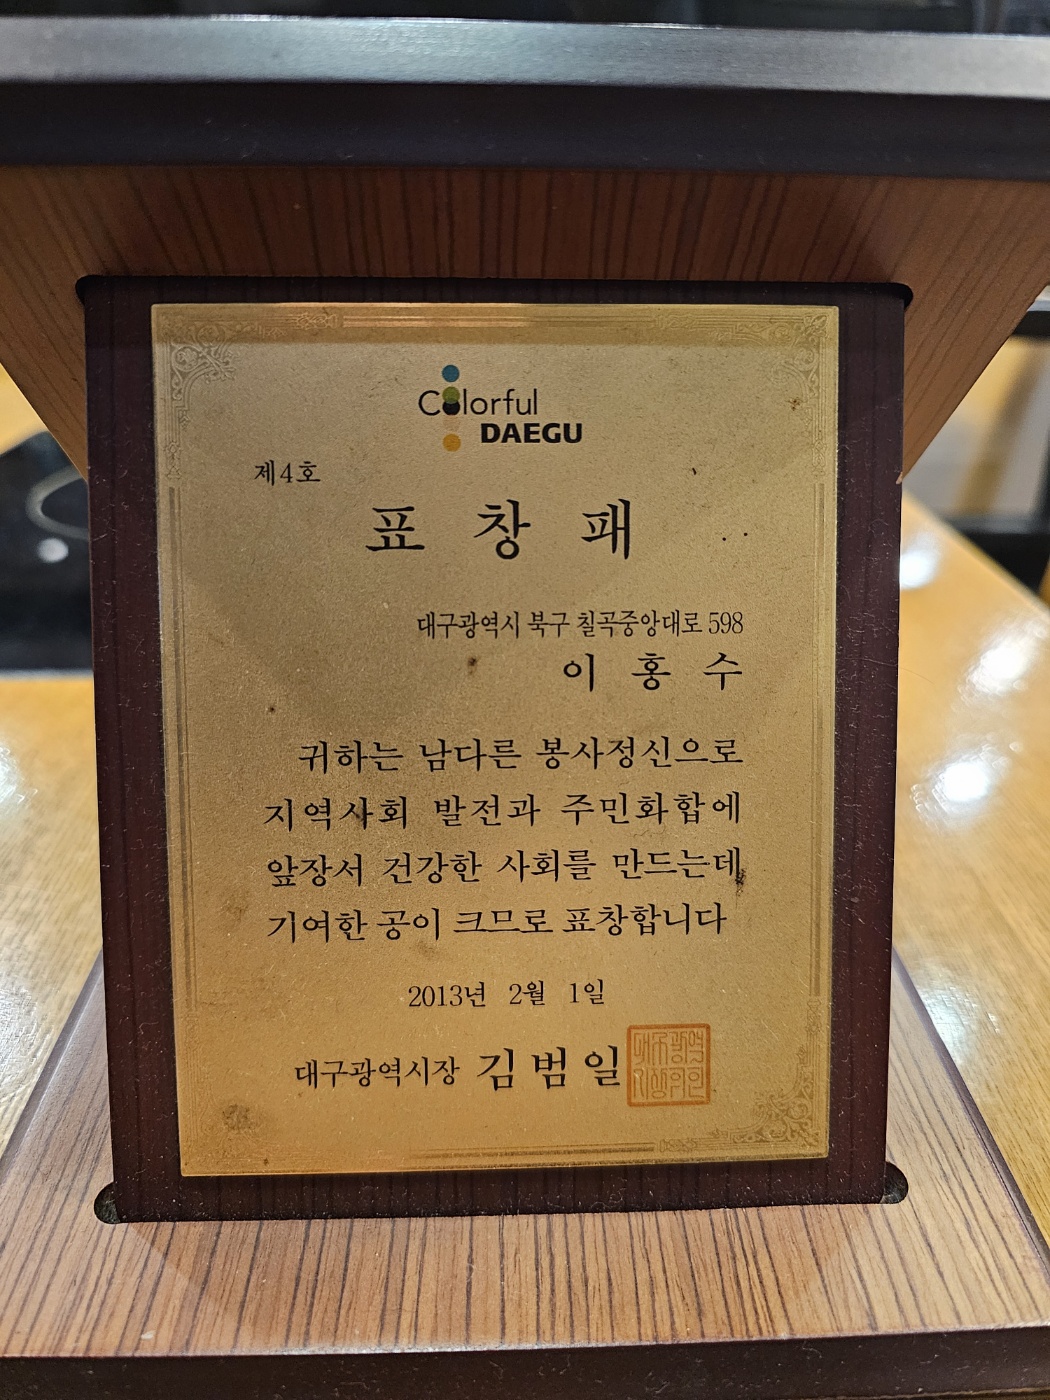 Colorful
DAEGU
제4호
표 창 패
대구광역시 북구 칠곡중앙대로 598
이 홍 수
귀하는 남다른 봉사정신으로
지역사회 발전과 주민화합에
앞장서 건강한 사회를 만드는데
기여한 공이 크므로 표창합니다
2013년 2월 1일
대구광역시장 김범일